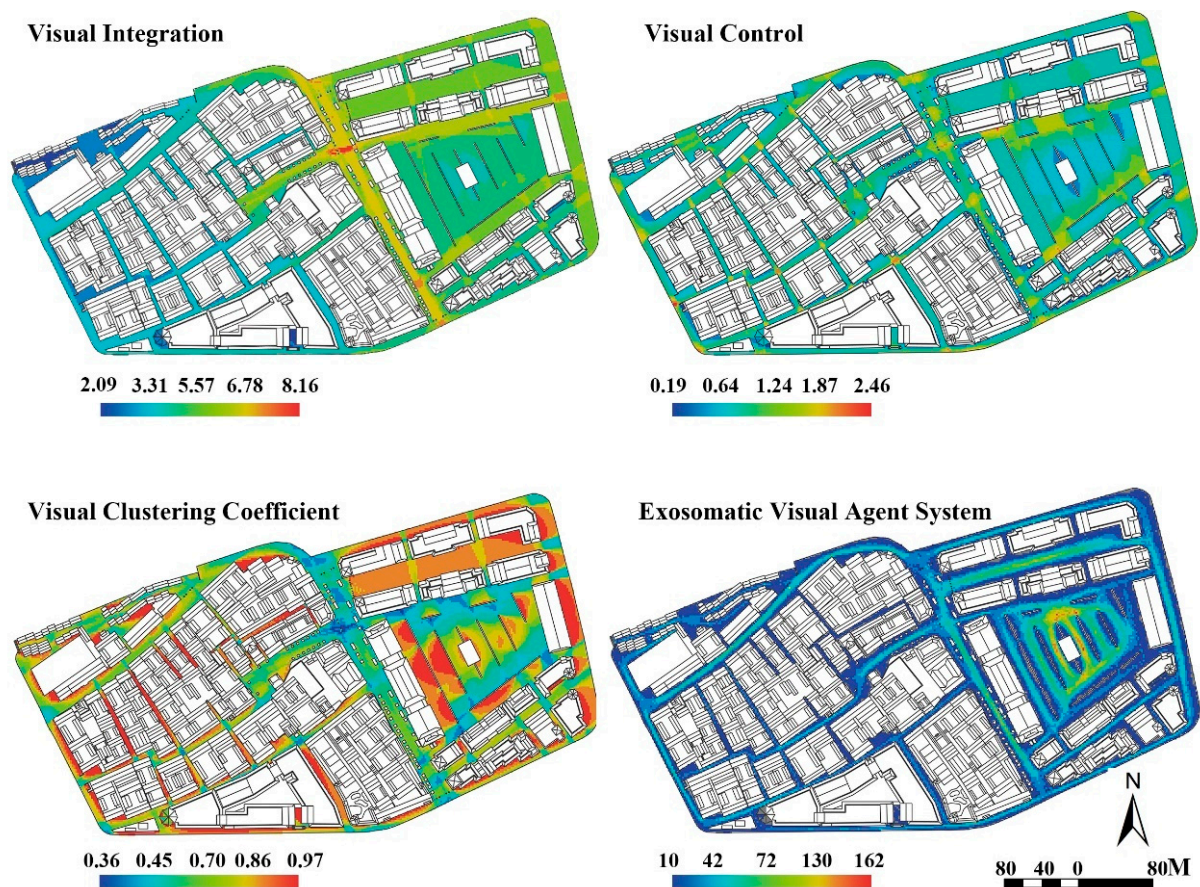 Visual Integration
Visual Control
2.09 3.31 5.57 6.78 8.16
0.19 0.64 1.24 1.87 2.46
Visual Clustering Coefficient
Exosomatic Visual Agent System
N
0.36 0.45 0.70 0.86 0.97
10 42 72 130 162
80 40 0 80M